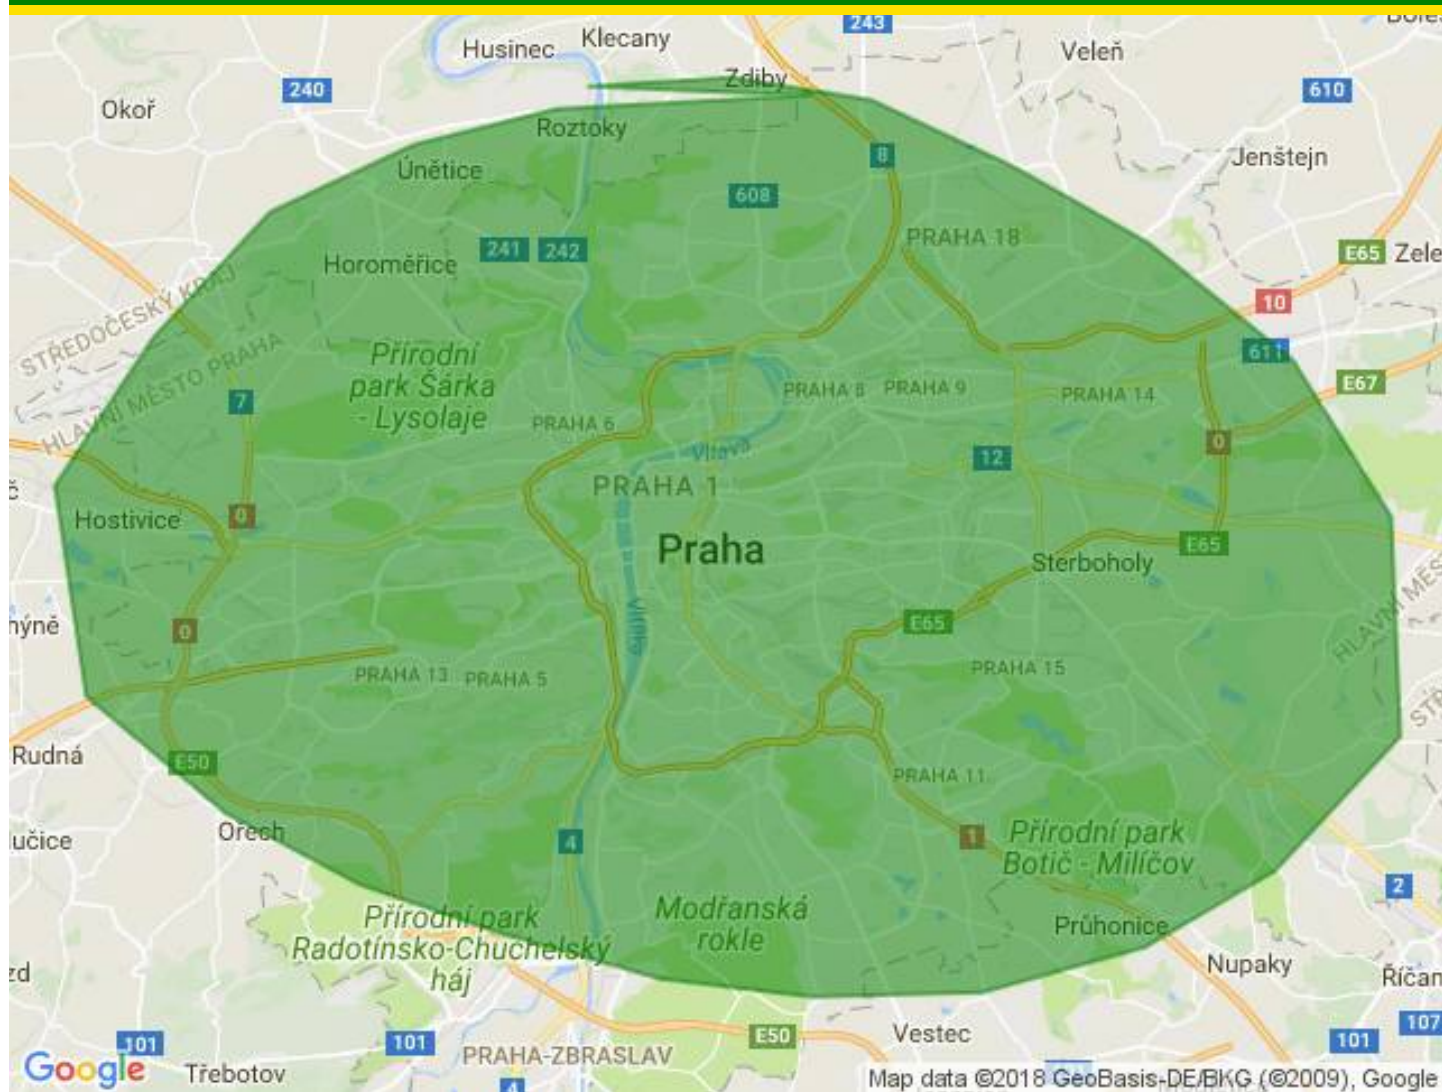 243
Klecany
Husinec
Veleň
Zdiby
240
610
Okoř
Roztoky
8
Jenštejn
Únětice
608
PRAHA 18
241
242
E65
Zele
Horoměřice
10
STŘEDOČESKÝ KRAJ
HLAVNÍ MĚSTO PRAHA
611
Přírodní
park Šárka
- Lysolaje
E67
7
PRAHA 8
PRAHA 9
PRAHA 14
PRAHA 6
0
Vltava
12
PRAHA 1
Hostivice
0
Praha
E65
Sterboholy
Vltava
E65
0
PRAHA 15
PRAHA 13
PRAHA 5
Rudná
E50
PRAHA 11
Ořech
lučice
4
1
Přírodní park
Botič - Milíčov
2
Modřanská
rokle
Přírodní park
Radotínsko-Chuchelský
háj
Průhonice
Nupaky
Říčan
zd
107
101
101
E50
Vestec
101
PRAHA-ZBRASLAV
Google
Třebotov
4
Map data ©2018 GeoBasis-DE/BKG (©2009), Google